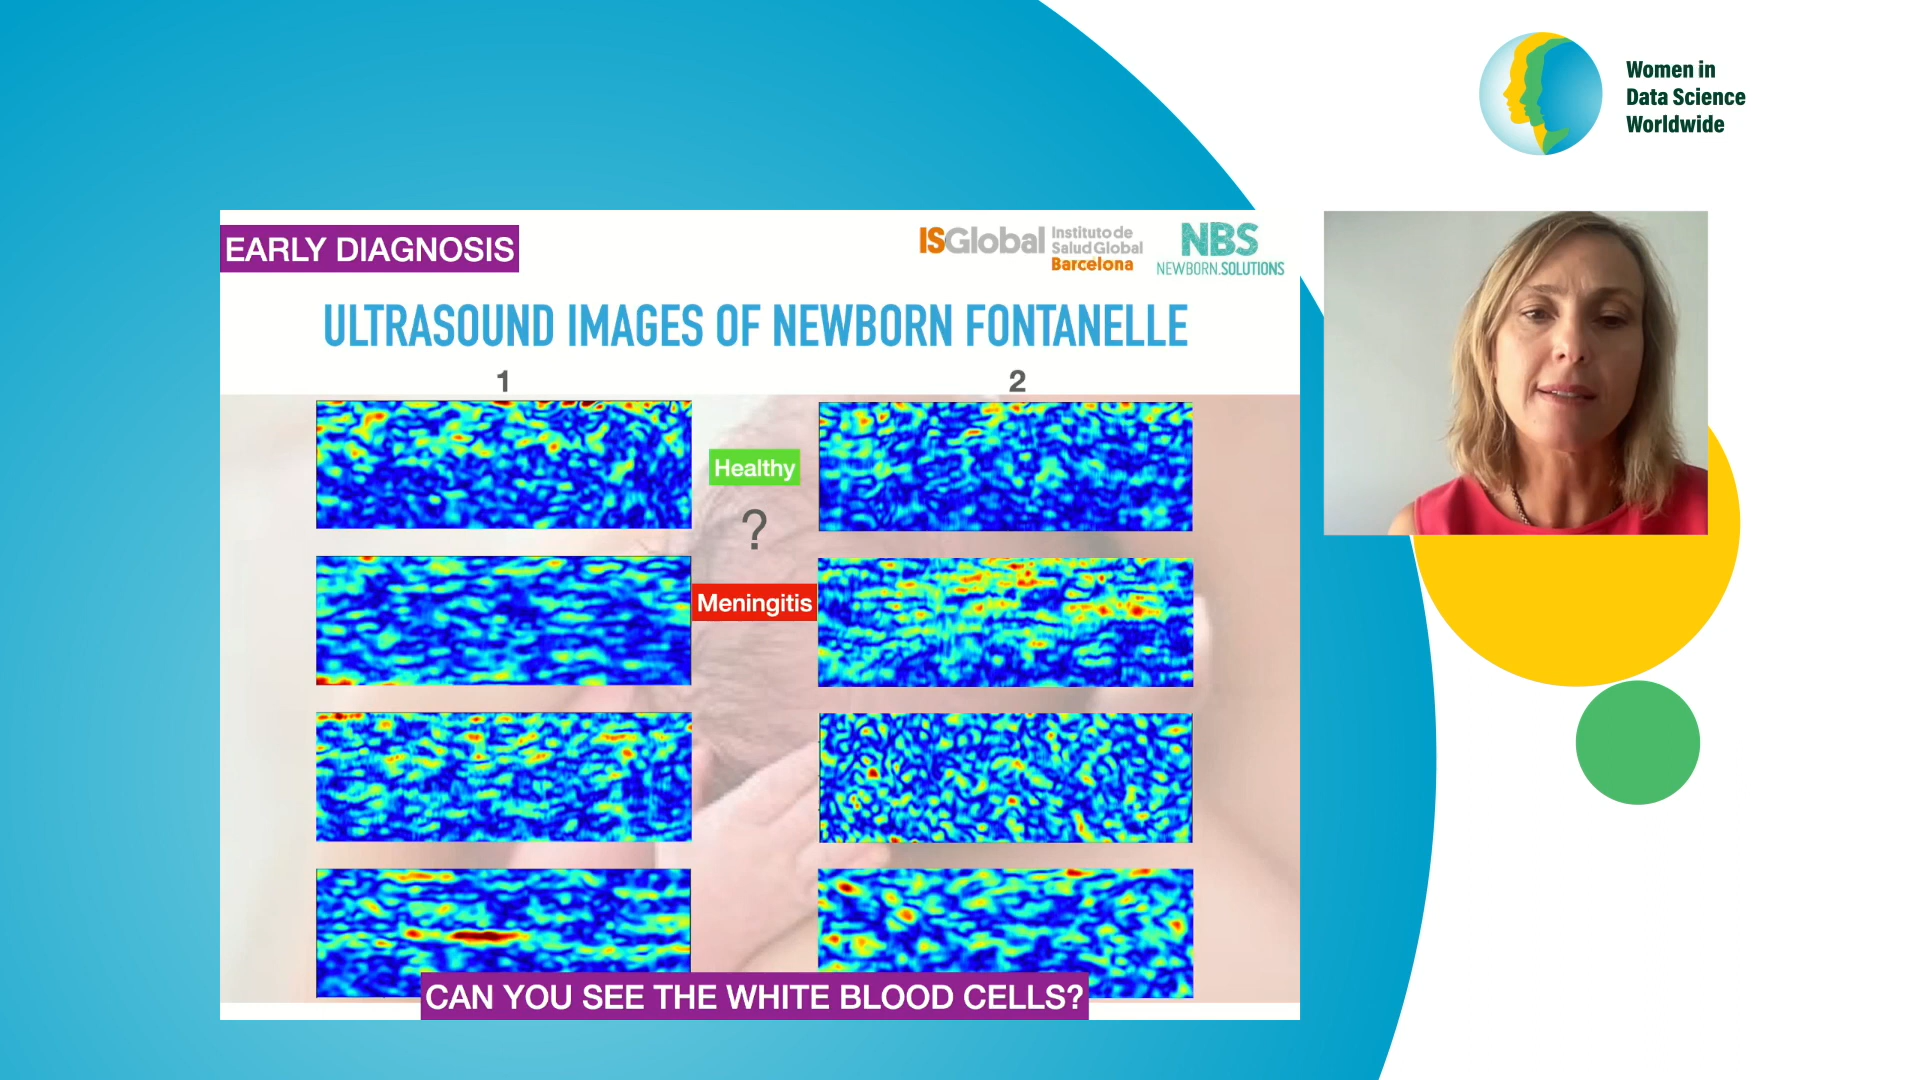 Women in
Data Science
Worldwide
EARLY DIAGNOSIS
ISGlobal Instituto de
Salud Global
Barcelona
NBS
NEWBORN.SOLUTIONS
ULTRASOUND IMAGES OF NEWBORN FONTANELLE
1
2
Healthy
?
Meningitis
CAN YOU SEE THE WHITE BLOOD CELLS?